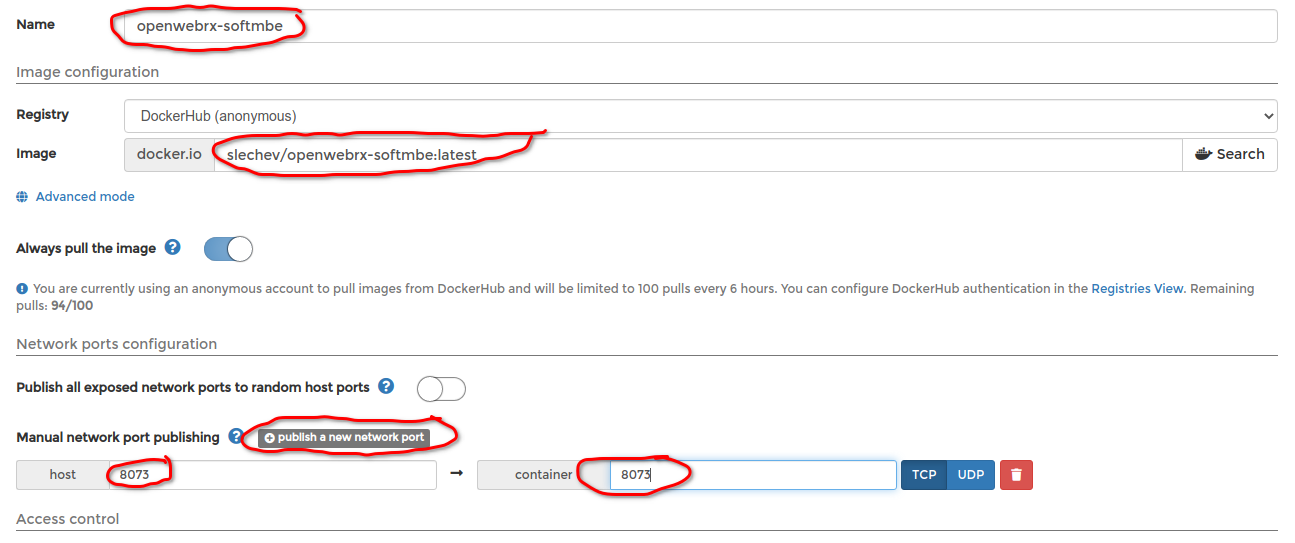 Name openwebrx-softmbe
Image configuration
Registry DockerHub (anonymous)
Image docker.io slechev/openwebrx-softmbe:latest Search
Advanced mode
Always pull the image ?
You are currently using an anonymous account to pull images from DockerHub and will be limited to 100 pulls every 6 hours. You can configure DockerHub authentication in the Registries View. Remaining
pulls: 94/100
Network ports configuration
Publish all exposed network ports to random host ports ?
Manual network port publishing ? publish a new network port
host 8073 → container 8073 TCP UDP
Access control